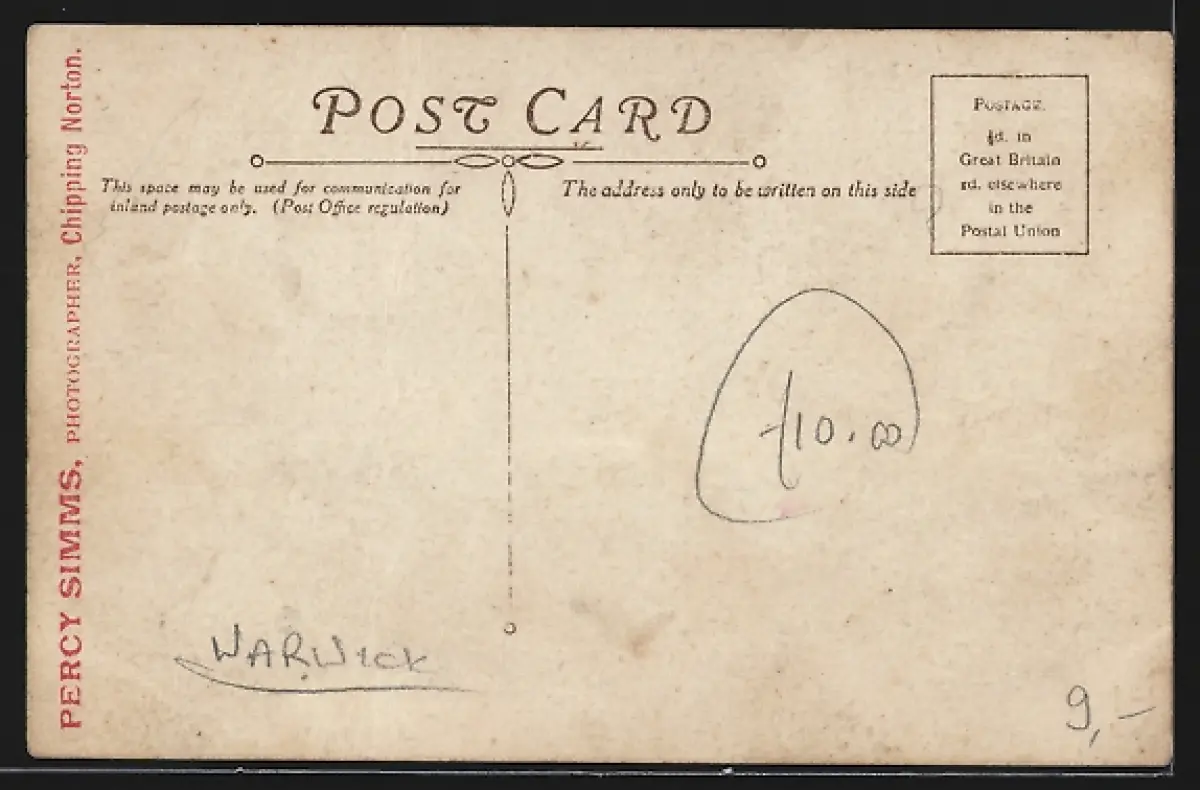 PERCY SIMMS, PHOTOGRAPHER, Chipping Norton.
POST CARD
This space may be used for communication for
inland postage only. (Post Office regulation)
The address only to be written on this side
POSTAGE.
½d. in
Great Britain
1d. elsewhere
in the
Postal Union
£10.00
WARWICK
9,-